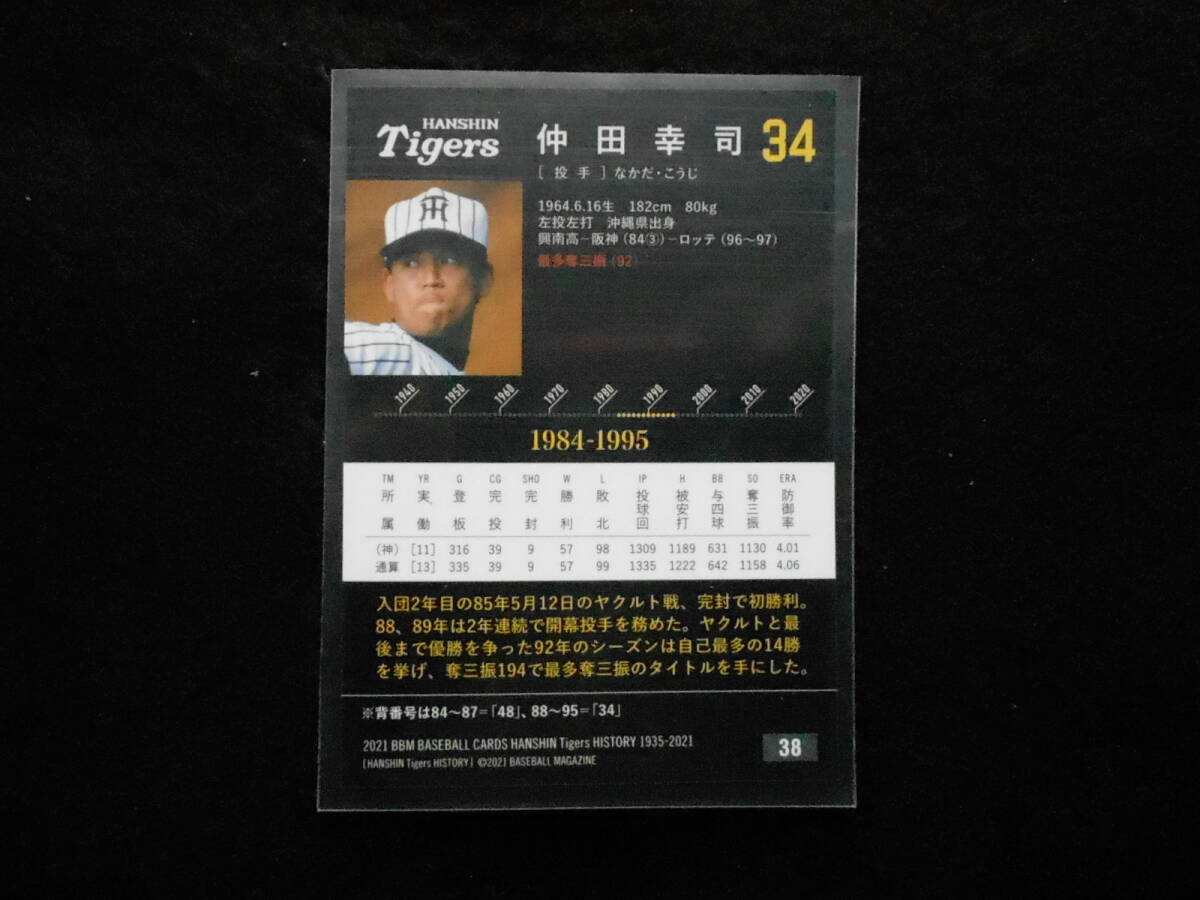 HANSHIN
Tigers
仲田幸司 34
[投手]なかだ・こうじ
1964.6.16生 182cm 80kg
左投左打 沖縄県出身
興南高－阪神(84③)－ロッテ(96～97)
最多奪三振(92)
TH
1940 1950 1960 1970 1980 1990 2000 2010 2020
1984-1995
TM YR G CG SHO W L IP H BB SO ERA
所属 実働 登板 完投 完封 勝利 敗北 投球回 被安打 与四球 奪三振 防御率
(神) [11] 316 39 9 57 98 1309 1189 631 1130 4.01
通算 [13] 335 39 9 57 99 1335 1222 642 1158 4.06
入団2年目の85年5月12日のヤクルト戦、完封で初勝利。
88、89年は2年連続で開幕投手を務めた。ヤクルトと最
後まで優勝を争った92年のシーズンは自己最多の14勝
を挙げ、奪三振194で最多奪三振のタイトルを手にした。
※背番号は84～87=「48」、88～95=「34」
2021 BBM BASEBALL CARDS HANSHIN Tigers HISTORY 1935-2021
[HANSHIN Tigers HISTORY] ©2021 BASEBALL MAGAZINE
38